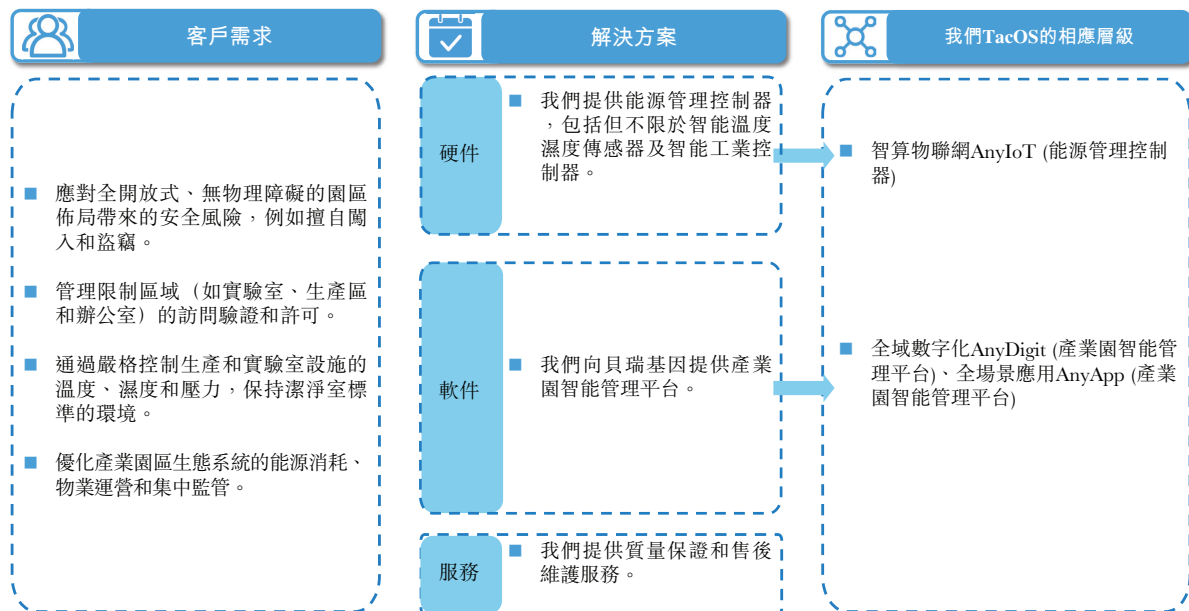 客戶需求
應對全開放式、無物理障礙的園區
佈局帶來的安全風險，例如擅自闖
入和盜竊。
管理限制區域（如實驗室、生產區
和辦公室）的訪問驗證和許可。
通過嚴格控制生產和實驗室設施的
溫度、濕度和壓力，保持潔淨室標
準的環境。
優化產業園區生態系統的能源消耗、
物業運營和集中監管。
解決方案
硬件
我們提供能源管理控制器
，包括但不限於智能溫度
濕度傳感器及智能工業控
制器。
軟件
我們向貝瑞基因提供產業
園智能管理平台。
服務
我們提供質量保證和售後
維護服務。
我們TacOS的相應層級
智算物聯網AnyIoT (能源管理控制
器)
全域數字化AnyDigit (產業園智能管
理平台)、全場景應用AnyApp (產業
園智能管理平台)